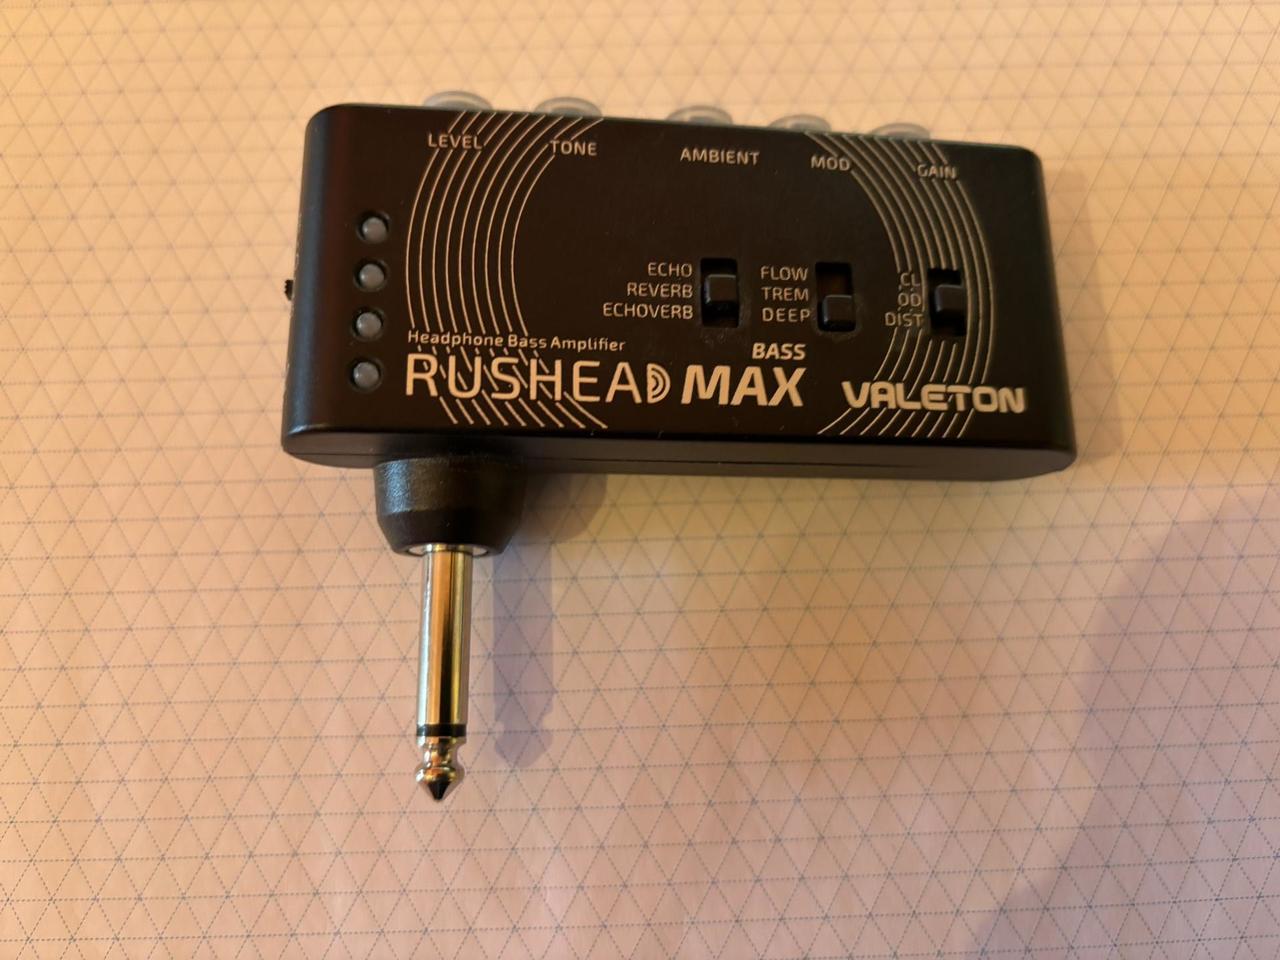 LEVEL TONE AMBIENT MOD GAIN
ECHO
REVERB
ECHOVERB
FLOW
TREM
DEEP
CL
OD
DIST
Headphone Bass Amplifier
RUSHEAD MAX
BASS
VALETON